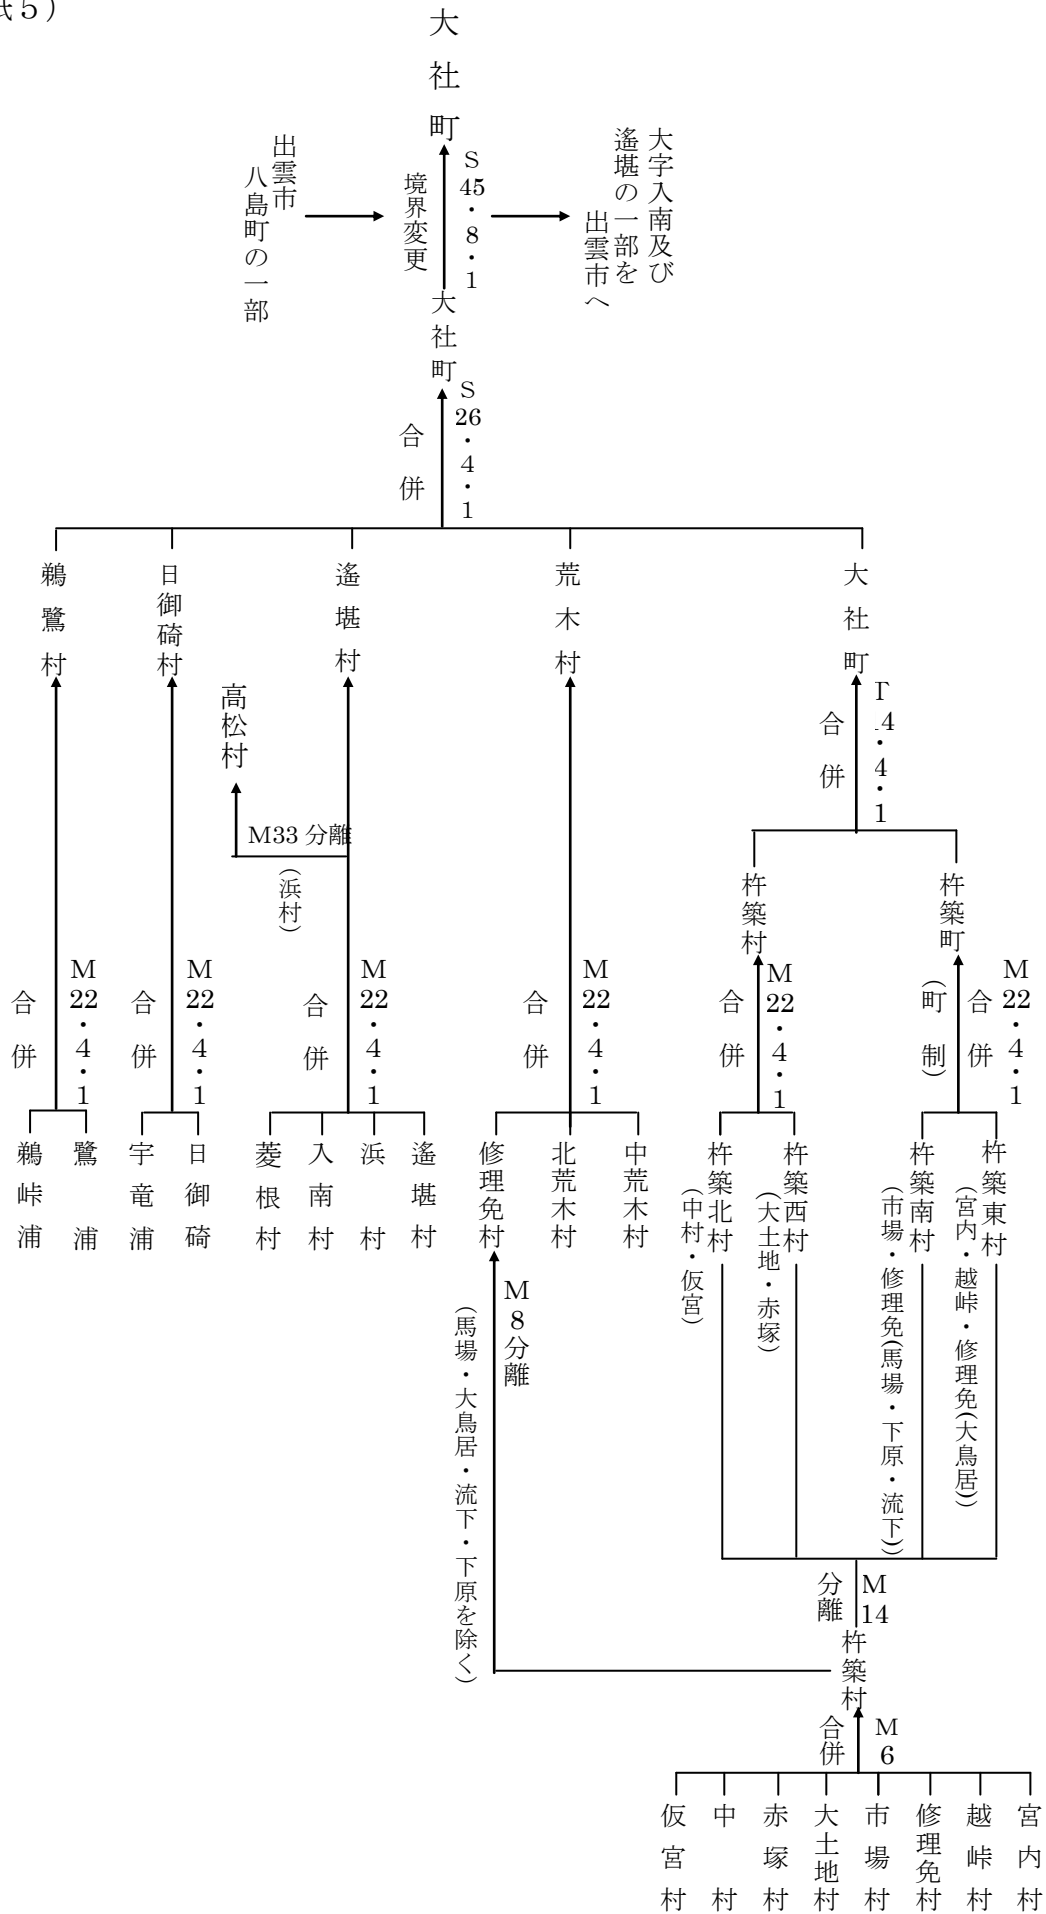 紙５）
大社町
S45・8・1
境界変更
出雲市
八島町の一部
大字入南及び
遙堪の一部を
出雲市へ
大社町
S26・4・1
合併
鵜鷺村
日御碕村
遙堪村
荒木村
大社町
高松村
M33 分離
（浜村）
合併
4・4・1
杵築村
杵築町
合併
M22・4・1
合併
M22・4・1
合併
M22・4・1
合併
M22・4・1
合併
M22・4・1
（町制）
合併
M22・4・1
鵜峠浦
鷺浦
宇竜浦
日御碕
菱根村
入南村
浜村
遙堪村
修理免村
北荒木村
中荒木村
杵築北村
（中村・仮宮）
杵築西村
（大土地・赤塚）
杵築南村
（市場・修理免(馬場・下原・流下)）
杵築東村
（宮内・越峠・修理免(大鳥居)）
M8分離
（馬場・大鳥居・流下・下原を除く）
分離
M14
杵築村
合併
M6
仮宮村
中村
赤塚村
大土地村
市場村
修理免村
越峠村
宮内村